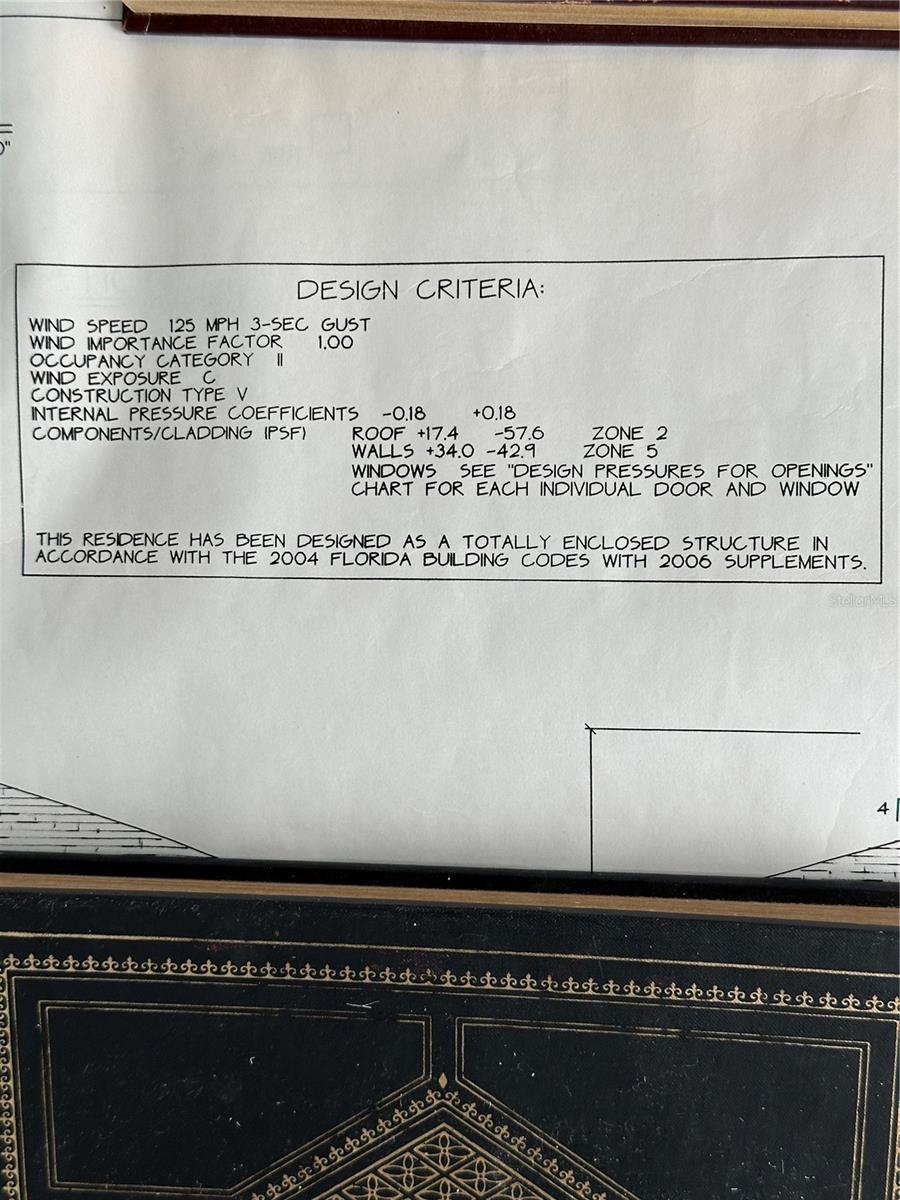 0"
DESIGN CRITERIA:
WIND SPEED 125 MPH 3-SEC GUST
WIND IMPORTANCE FACTOR 1.00
OCCUPANCY CATEGORY II
WIND EXPOSURE C
CONSTRUCTION TYPE V
INTERNAL PRESSURE COEFFICIENTS -0.18 +0.18
COMPONENTS/CLADDING (PSF) ROOF +17.4 -57.6 ZONE 2
WALLS +34.0 -42.9 ZONE 5
WINDOWS SEE "DESIGN PRESSURES FOR OPENINGS"
CHART FOR EACH INDIVIDUAL DOOR AND WINDOW
THIS RESIDENCE HAS BEEN DESIGNED AS A TOTALLY ENCLOSED STRUCTURE IN
ACCORDANCE WITH THE 2004 FLORIDA BUILDING CODES WITH 2006 SUPPLEMENTS.
StellarMLS
4